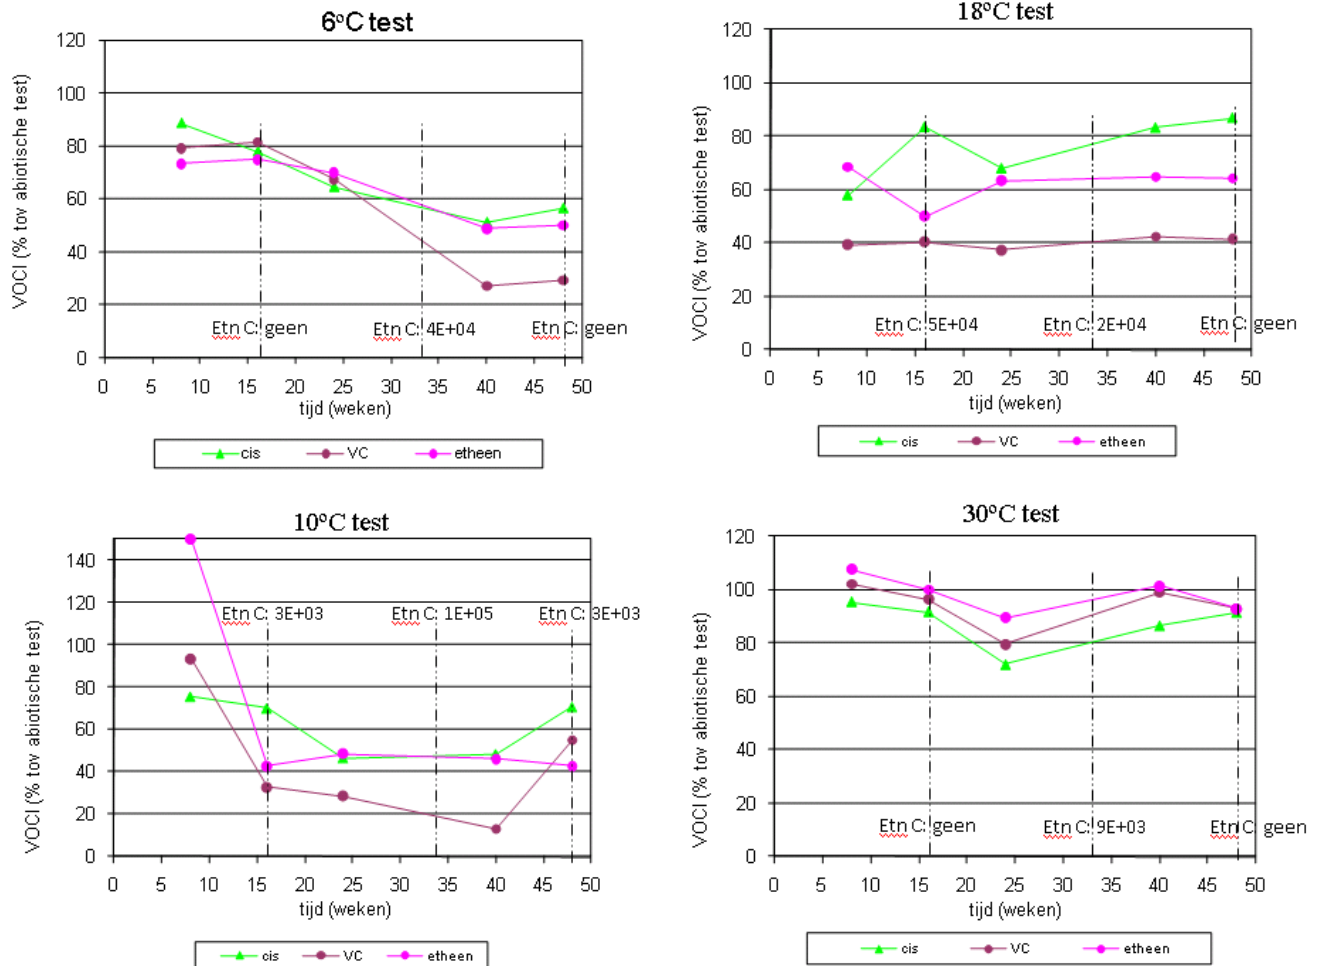 6°C test
VOCl (% tov abiotische test)
120
100
80
60
40
20
0
Etn C: geen
Etn C: 4E+04
Etn C: geen
0 5 10 15 20 25 30 35 40 45 50
tijd (weken)
cis VC etheen
18°C test
VOCl (% tov abiotische test)
120
100
80
60
40
20
0
Etn C: 5E+04
Etn C: 2E+04
Etn C: geen
0 5 10 15 20 25 30 35 40 45 50
tijd (weken)
cis VC etheen
10°C test
VOCl (% tov abiotische test)
140
120
100
80
60
40
20
0
Etn C: 3E+03
Etn C: 1E+05
Etn C: 3E+03
0 5 10 15 20 25 30 35 40 45 50
tijd (weken)
cis VC etheen
30°C test
VOCl (% tov abiotische test)
120
100
80
60
40
20
0
Etn C: geen
Etn C: 9E+03
Etn C: geen
0 5 10 15 20 25 30 35 40 45 50
tijd (weken)
cis VC etheen